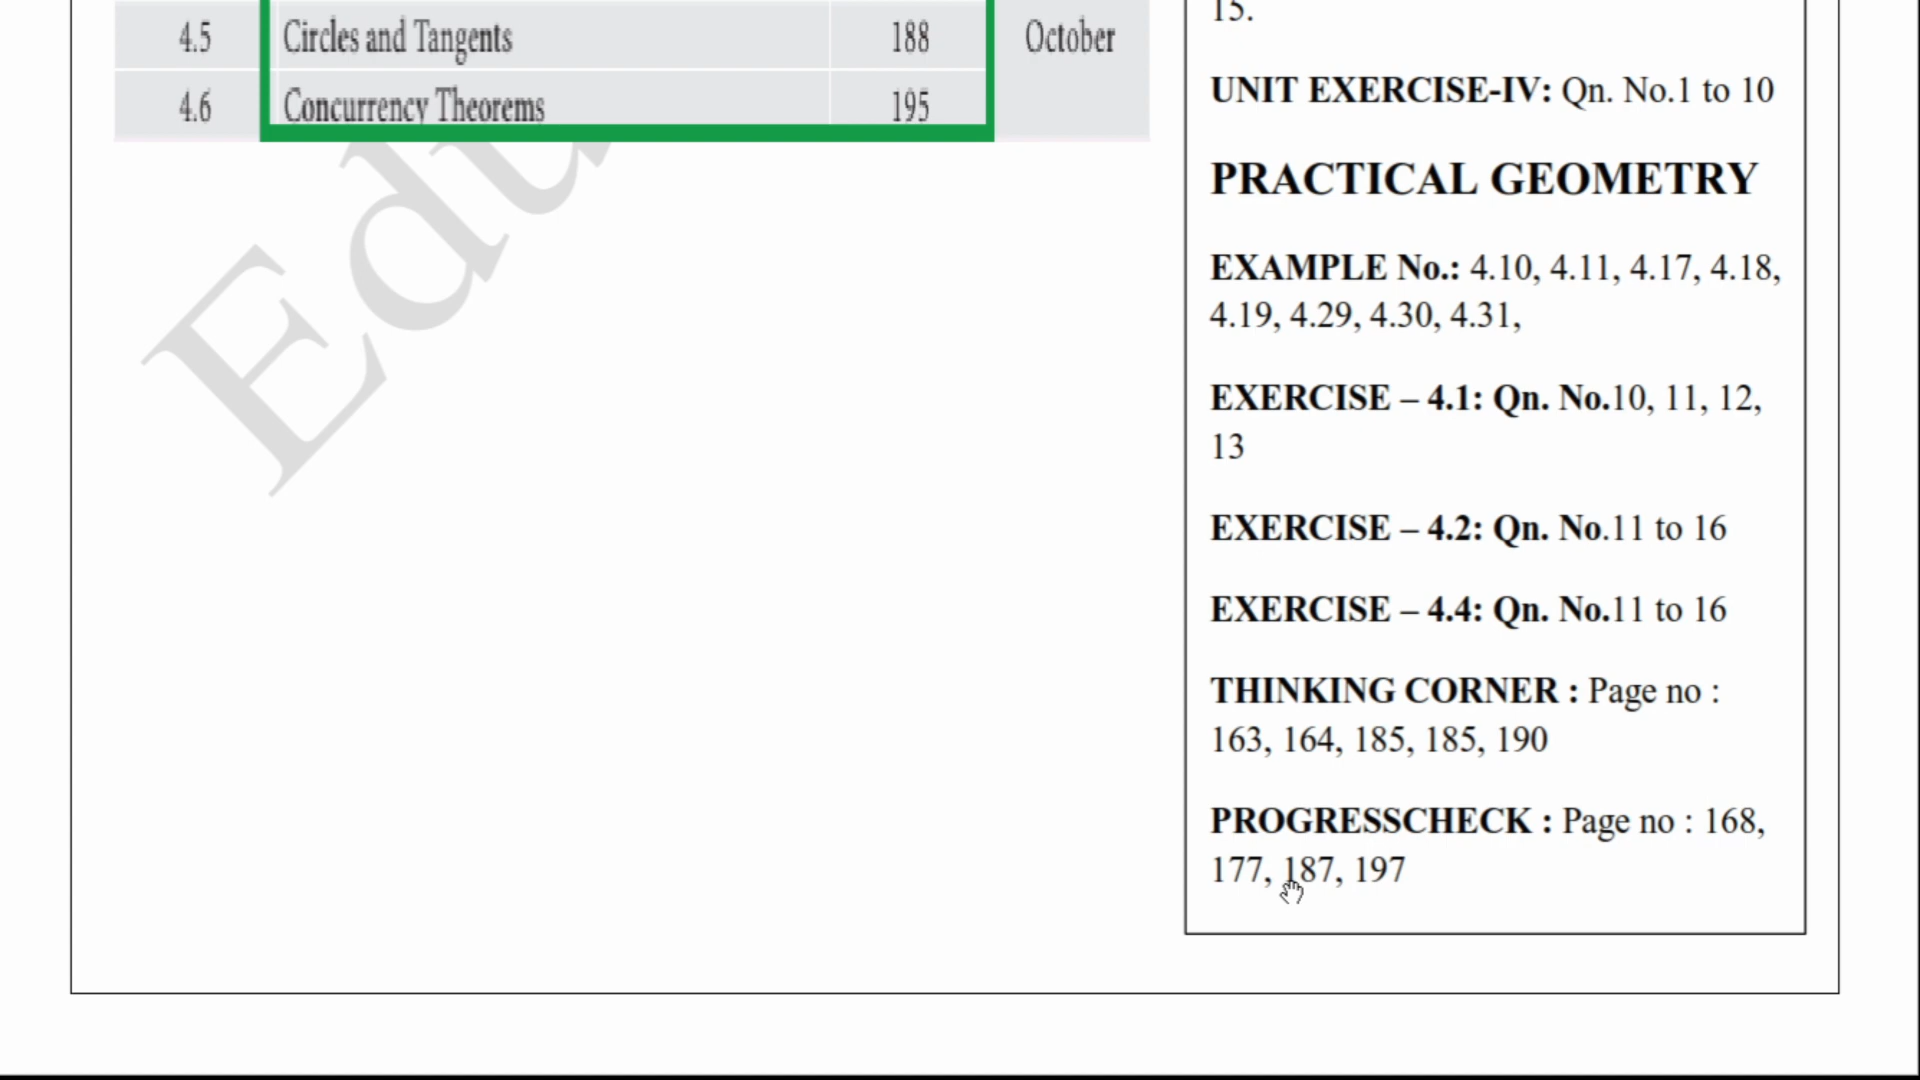 4.5 Circles and Tangents 188 October
4.6 Concurrency Theorems 195
Edu
15.
UNIT EXERCISE-IV: Qn. No.1 to 10
PRACTICAL GEOMETRY
EXAMPLE No.: 4.10, 4.11, 4.17, 4.18,
4.19, 4.29, 4.30, 4.31,
EXERCISE – 4.1: Qn. No.10, 11, 12,
13
EXERCISE – 4.2: Qn. No.11 to 16
EXERCISE – 4.4: Qn. No.11 to 16
THINKING CORNER : Page no :
163, 164, 185, 185, 190
PROGRESSCHECK : Page no : 168,
177, 187, 197